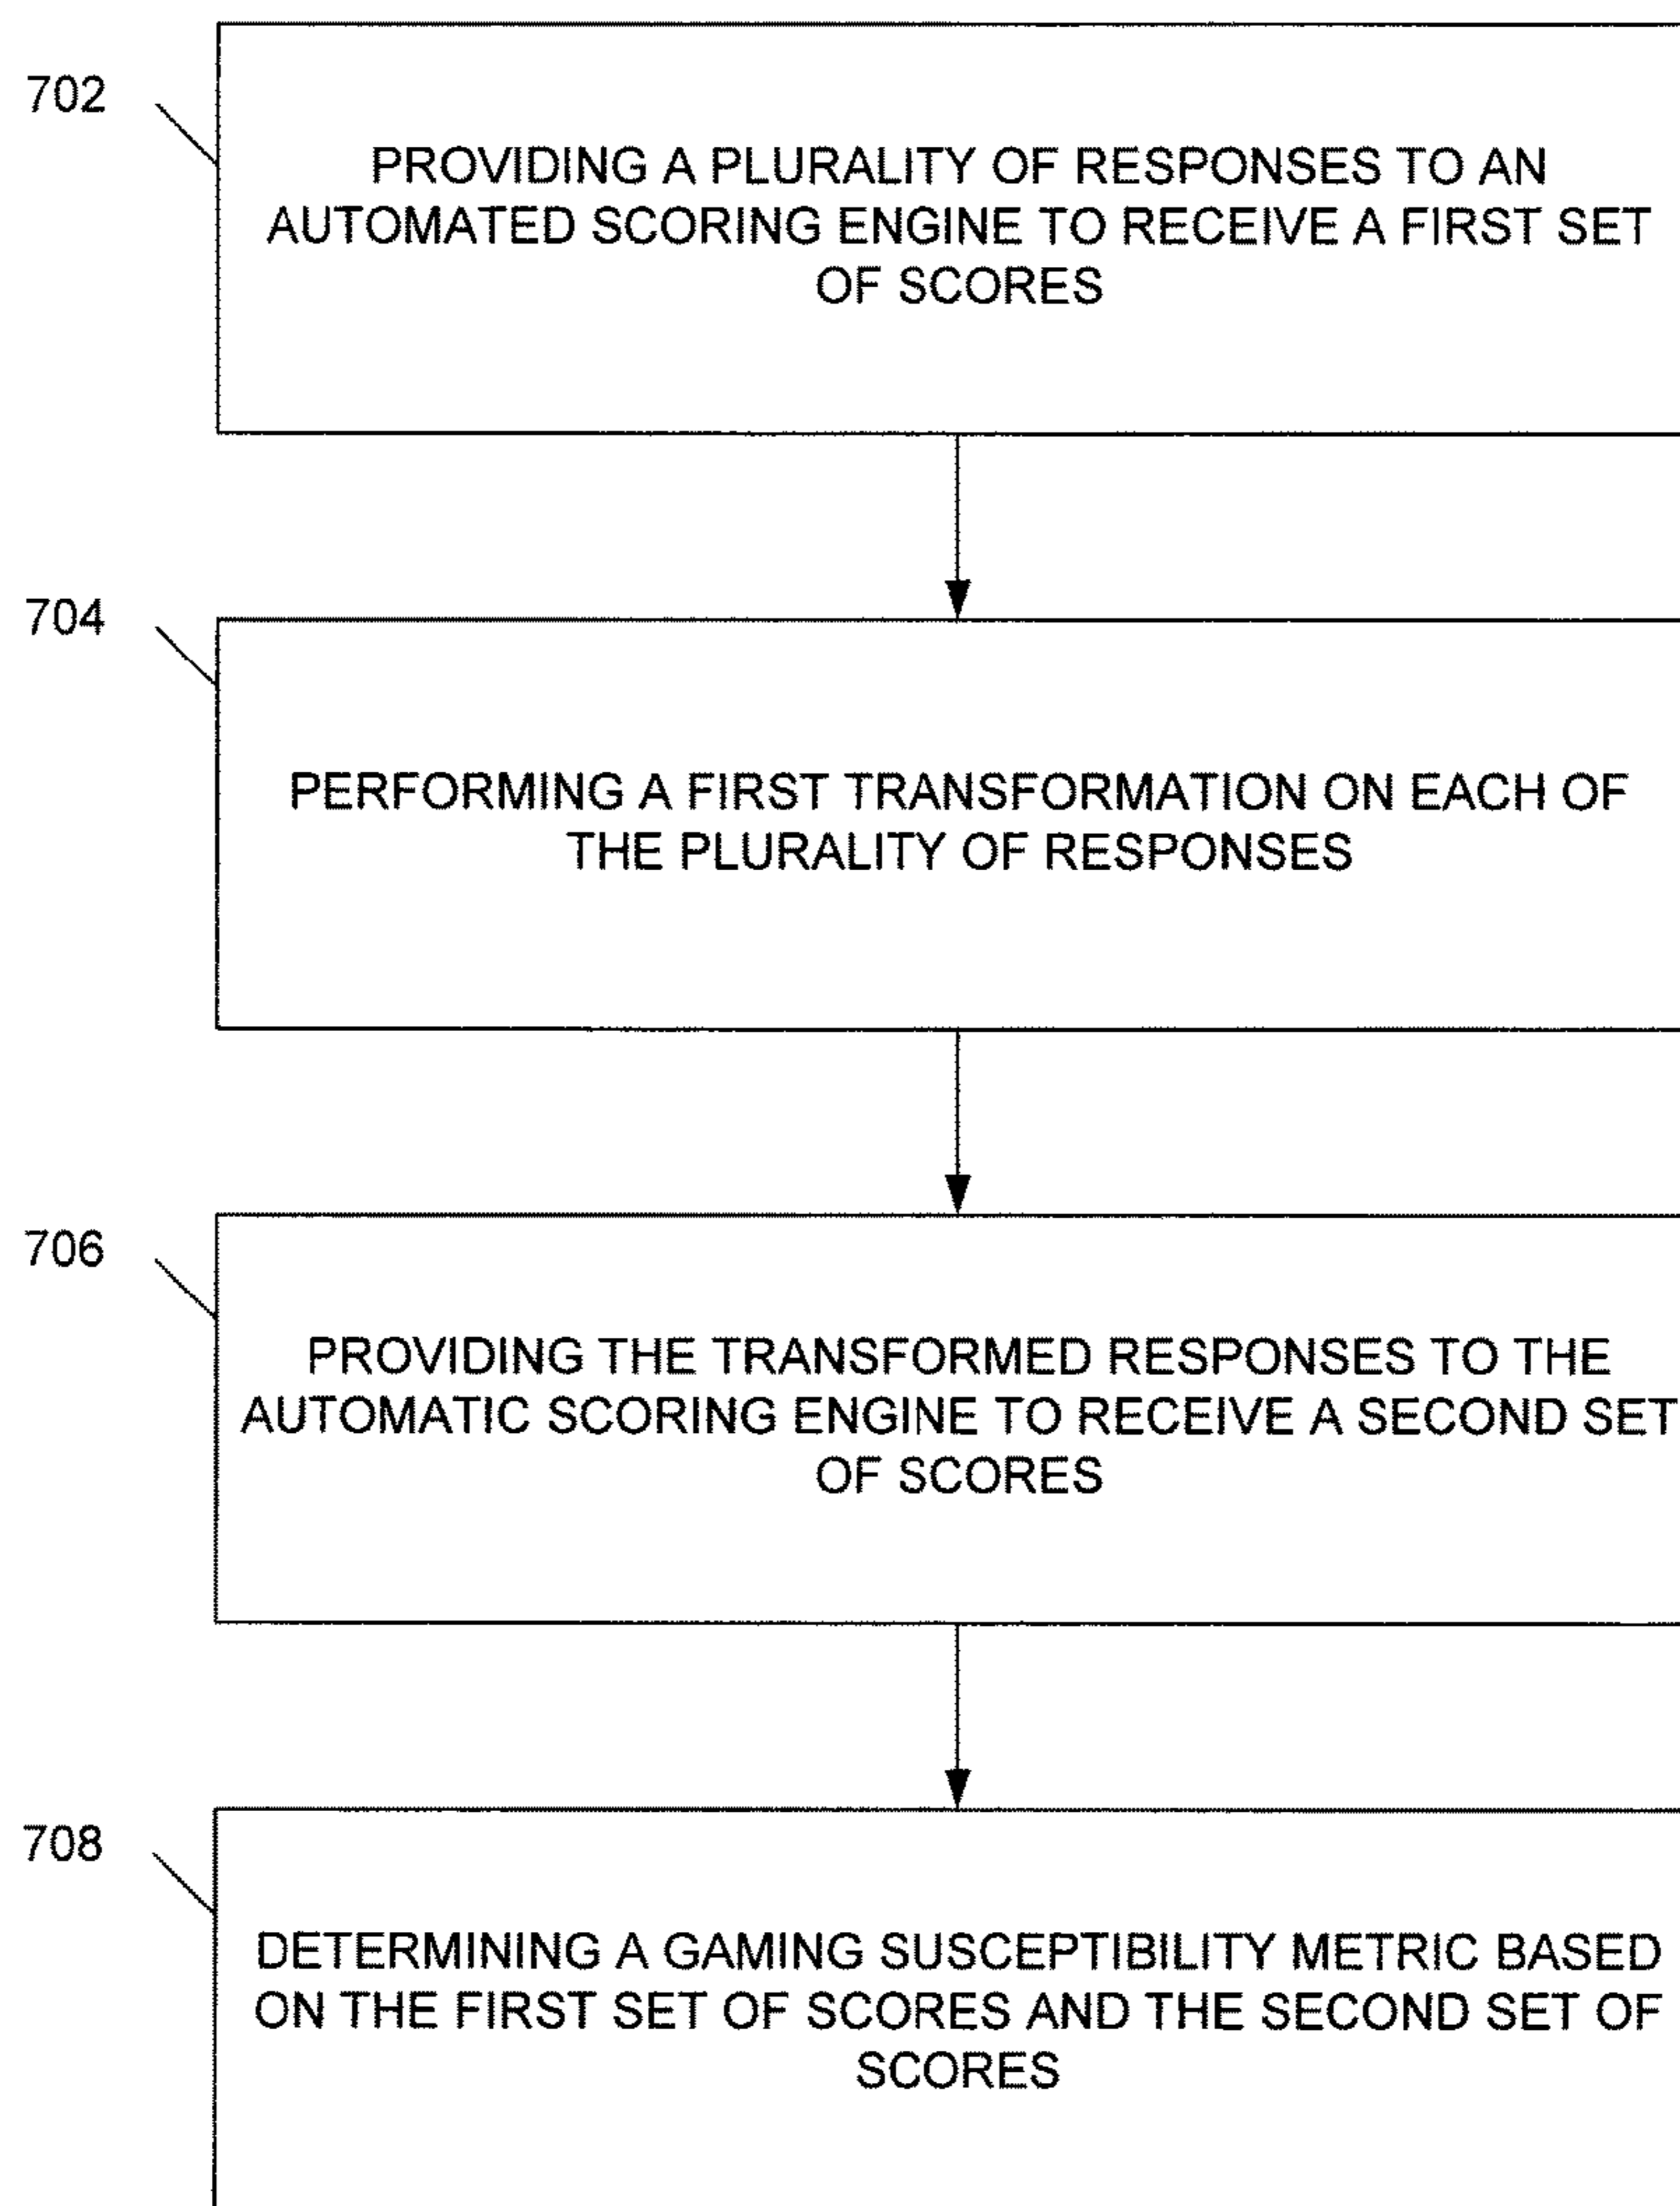 702
PROVIDING A PLURALITY OF RESPONSES TO AN
AUTOMATED SCORING ENGINE TO RECEIVE A FIRST SET
OF SCORES
704
PERFORMING A FIRST TRANSFORMATION ON EACH OF
THE PLURALITY OF RESPONSES
706
PROVIDING THE TRANSFORMED RESPONSES TO THE
AUTOMATIC SCORING ENGINE TO RECEIVE A SECOND SET
OF SCORES
708
DETERMINING A GAMING SUSCEPTIBILITY METRIC BASED
ON THE FIRST SET OF SCORES AND THE SECOND SET OF
SCORES